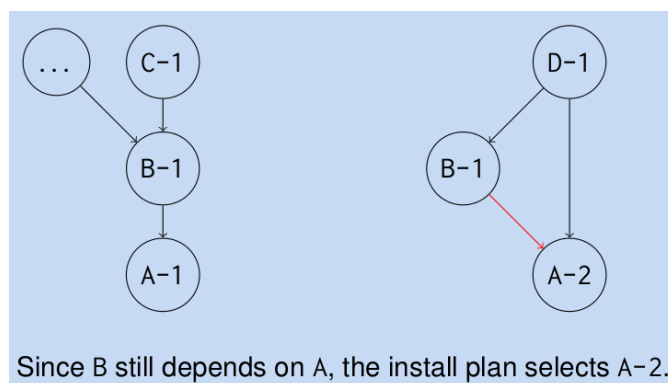 ... C-1 D-1
B-1 B-1
A-1 A-2
Since B still depends on A, the install plan selects A-2.